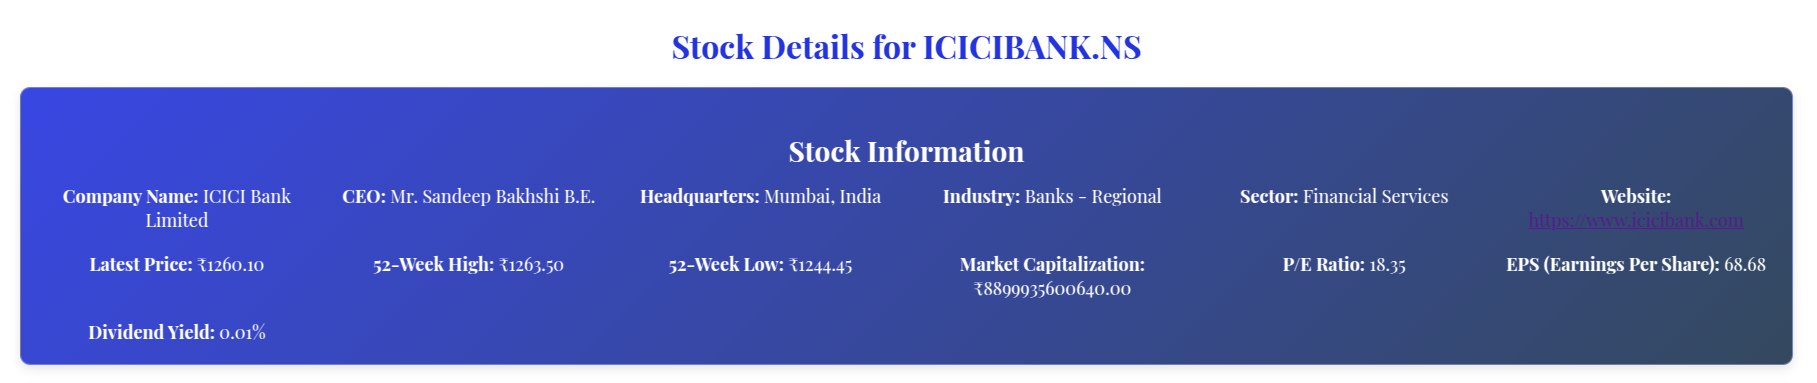 Stock Details for ICICIBANK.NS
Stock Information
Company Name: ICICI Bank
Limited
CEO: Mr. Sandeep Bakhshi B.E.
Headquarters: Mumbai, India
Industry: Banks - Regional
Sector: Financial Services
Website:
https://www.icicibank.com
Latest Price: ₹1260.10
52-Week High: ₹1263.50
52-Week Low: ₹1244.45
Market Capitalization:
₹8899935600640.00
P/E Ratio: 18.35
EPS (Earnings Per Share): 68.68
Dividend Yield: 0.01%